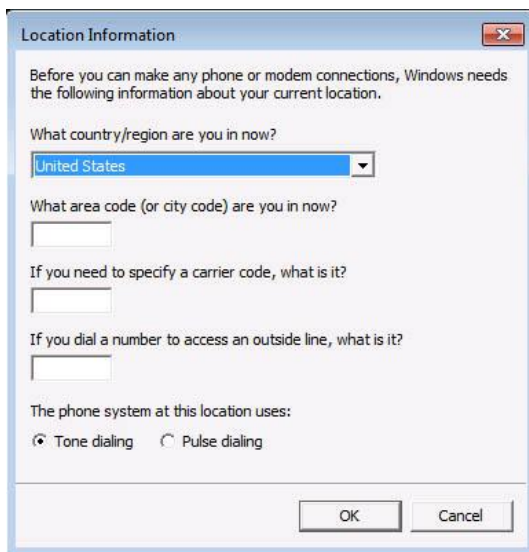 Location Information
Before you can make any phone or modem connections, Windows needs
the following information about your current location.
What country/region are you in now?
United States
What area code (or city code) are you in now?
If you need to specify a carrier code, what is it?
If you dial a number to access an outside line, what is it?
The phone system at this location uses:
Tone dialing Pulse dialing
OK Cancel